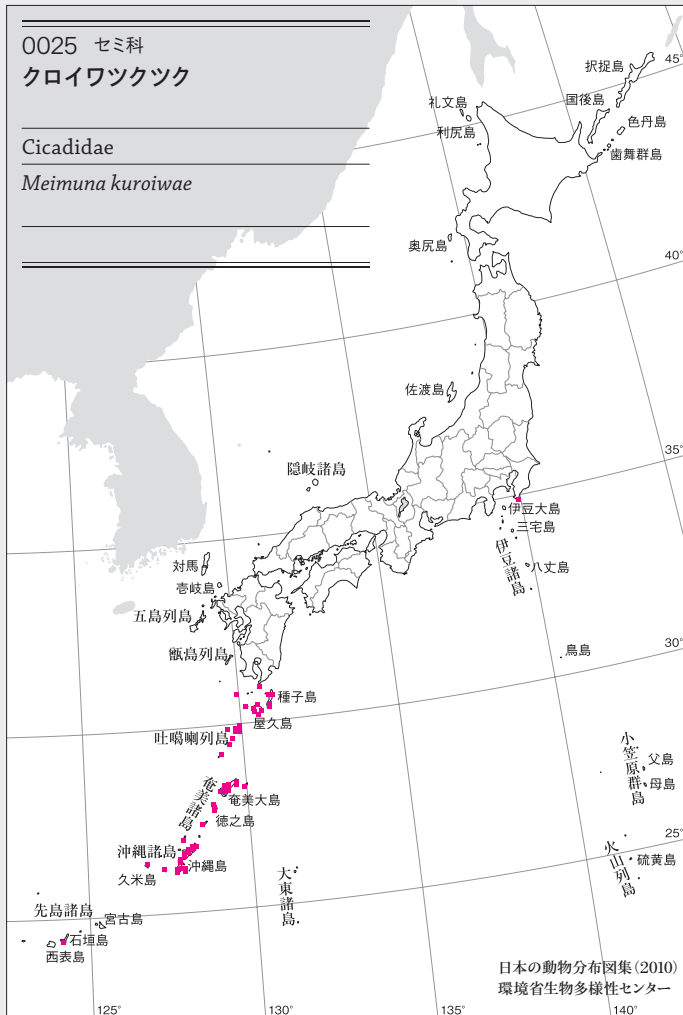 0025 セミ科
クロイワツクツク
Cicadidae
Meimuna kuroiwae
択捉島
45°
礼文島
国後島
色丹島
利尻島
歯舞群島
奥尻島
40°
佐渡島
35°
隠岐諸島
伊豆大島
三宅島
伊豆諸島
八丈島
対馬
壱岐島
五島列島
甑島列島
鳥島
30°
種子島
屋久島
吐噶喇列島
小笠原群島
父島
母島
奄美諸島
奄美大島
徳之島
25°
沖縄諸島
沖縄島
久米島
火山列島
硫黄島
大東諸島
先島諸島
宮古島
石垣島
西表島
日本の動物分布図集(2010)
環境省生物多様性センター
125°
130°
135°
140°